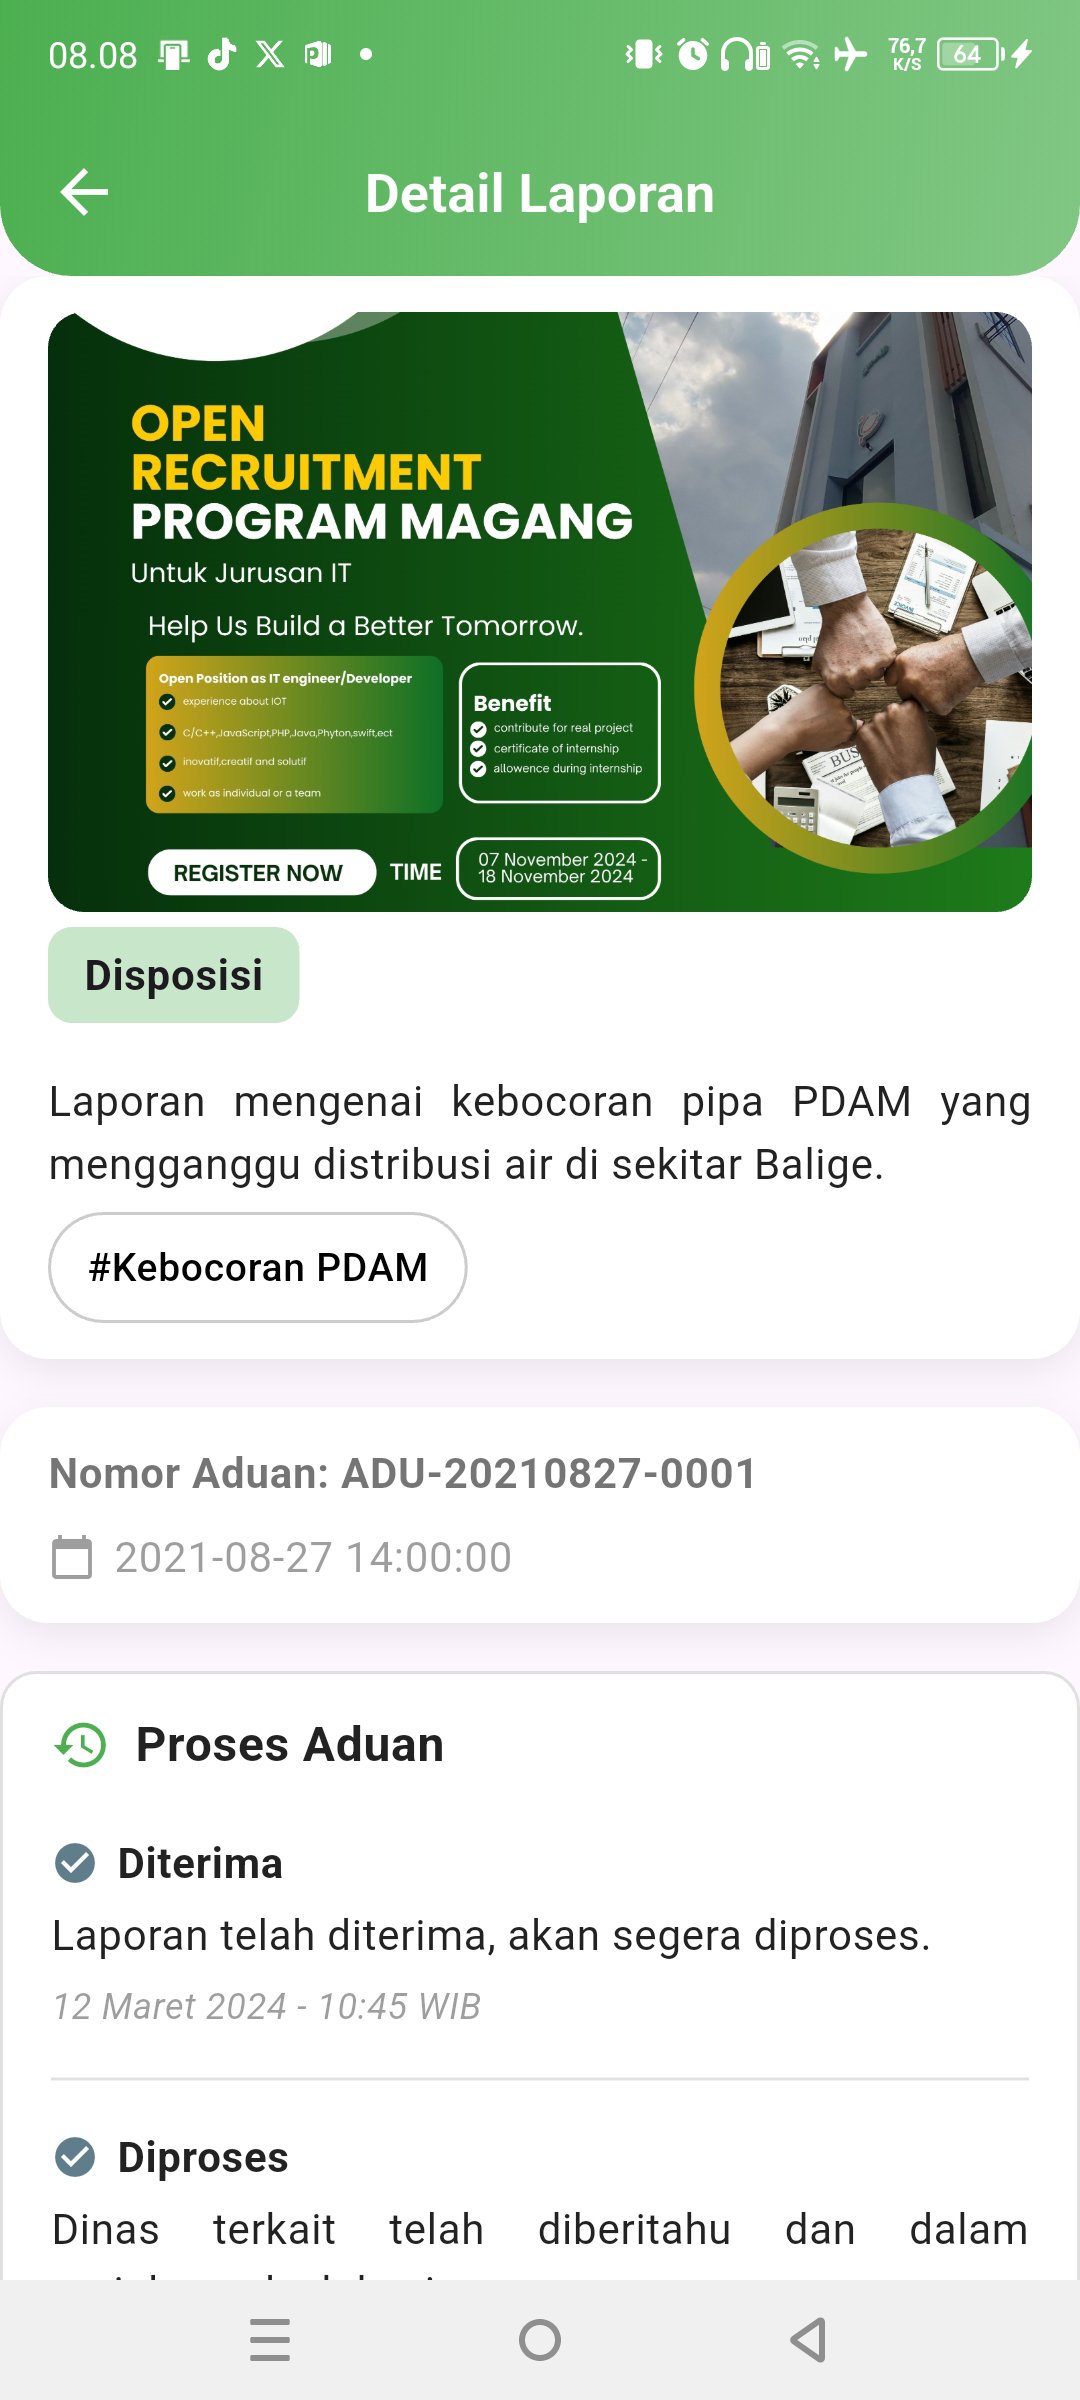 08.08
76,7
K/S
64
Detail Laporan
OPEN
RECRUITMENT
PROGRAM MAGANG
Untuk Jurusan IT
Help Us Build a Better Tomorrow.
Open Position as IT engineer/Developer
experience about IOT
C/C++,JavaScript,PHP,Java,Phyton,swift,ect
inovatif,creatif and solutif
work as individual or a team
Benefit
contribute for real project
certificate of internship
allowence during internship
REGISTER NOW
TIME
07 November 2024 -
18 November 2024
Disposisi
Laporan mengenai kebocoran pipa PDAM yang
mengganggu distribusi air di sekitar Balige.
#Kebocoran PDAM
Nomor Aduan: ADU-20210827-0001
2021-08-27 14:00:00
Proses Aduan
Diterima
Laporan telah diterima, akan segera diproses.
12 Maret 2024 - 10:45 WIB
Diproses
Dinas terkait telah diberitahu dan dalam